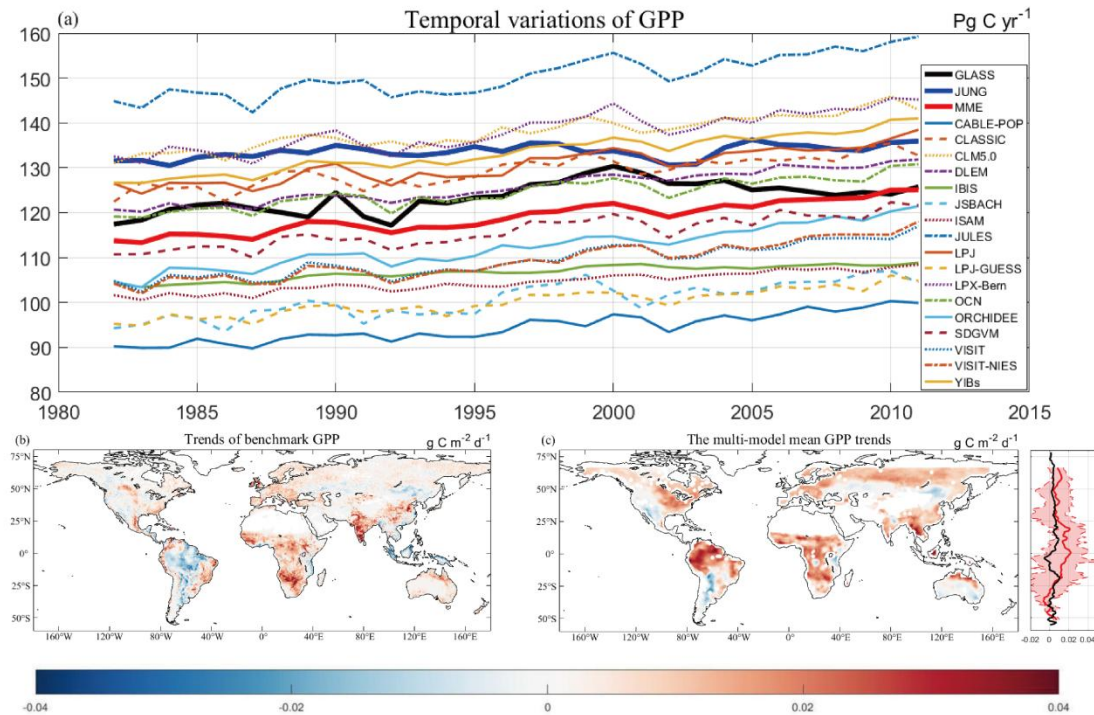 (a) Temporal variations of GPP Pg C yr-1
160
150
140
130
120
110
100
90
80
1980 1985 1990 1995 2000 2005 2010 2015
GLASS
JUNG
MME
CABLE-POP
CLASSIC
CLM5.0
DLEM
IBIS
JSBACH
ISAM
JULES
LPJ
LPJ-GUESS
LPX-Bern
OCN
ORCHIDEE
SDGVM
VISIT
VISIT-NIES
YIBs
(b) Trends of benchmark GPP g C m-2 d-1
75°N
50°N
25°N
0°
25°S
50°S
160°W 120°W 80°W 40°W 0° 40°E 80°E 120°E 160°E
(c) The multi-model mean GPP trends g C m-2 d-1
75°N
50°N
25°N
0°
25°S
50°S
160°W 120°W 80°W 40°W 0° 40°E 80°E 120°E 160°E
-0.02 0 0.02 0.04
-0.04 -0.02 0 0.02 0.04